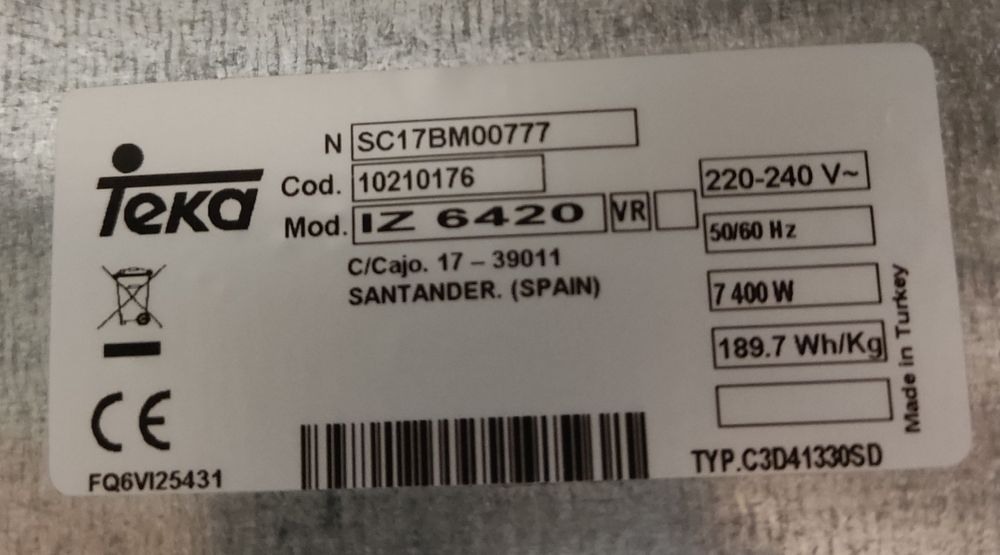 Teka
N SC17BM00777
Cod. 10210176
Mod. IZ 6420 VR
C/Cajo. 17 – 39011
SANTANDER. (SPAIN)
220-240 V~
50/60 Hz
7 400 W
189.7 Wh/Kg
Made in Turkey
CE
FQ6VI25431
TYP.C3D41330SD